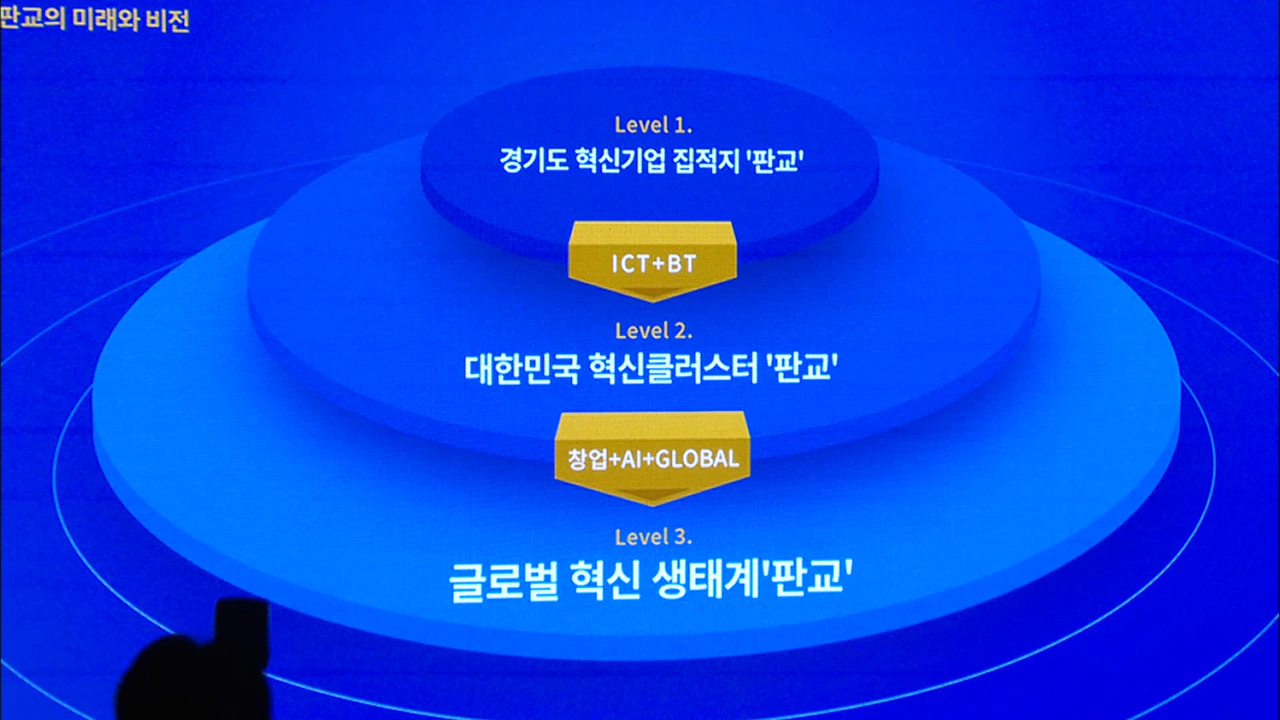 판교의 미래와 비전
Level 1.
경기도 혁신기업 집적지 '판교'
ICT+BT
Level 2.
대한민국 혁신클러스터 '판교'
창업+AI+GLOBAL
Level 3.
글로벌 혁신 생태계'판교'